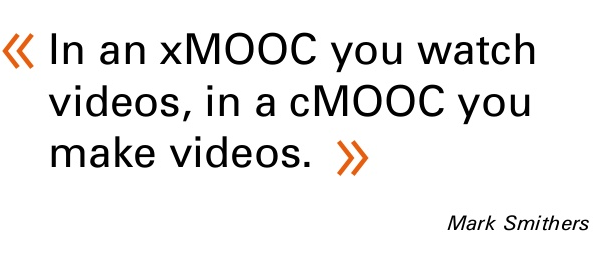 « In an xMOOC you watch
videos, in a cMOOC you
make videos. »
Mark Smithers